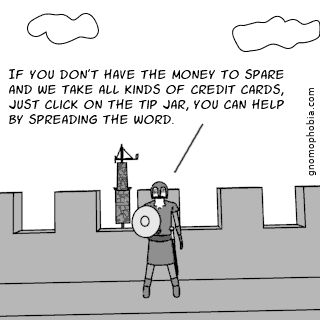 If you don't have the money to spare
and we take all kinds of credit cards,
just click on the tip jar, you can help
by spreading the word.
gnomophobia.com